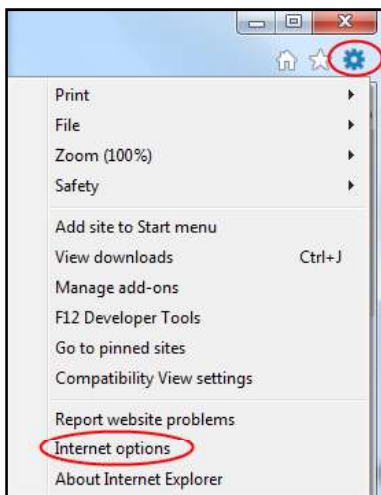 Print
File
Zoom (100%)
Safety
Add site to Start menu
View downloads Ctrl+J
Manage add-ons
F12 Developer Tools
Go to pinned sites
Compatibility View settings
Report website problems
Internet options
About Internet Explorer